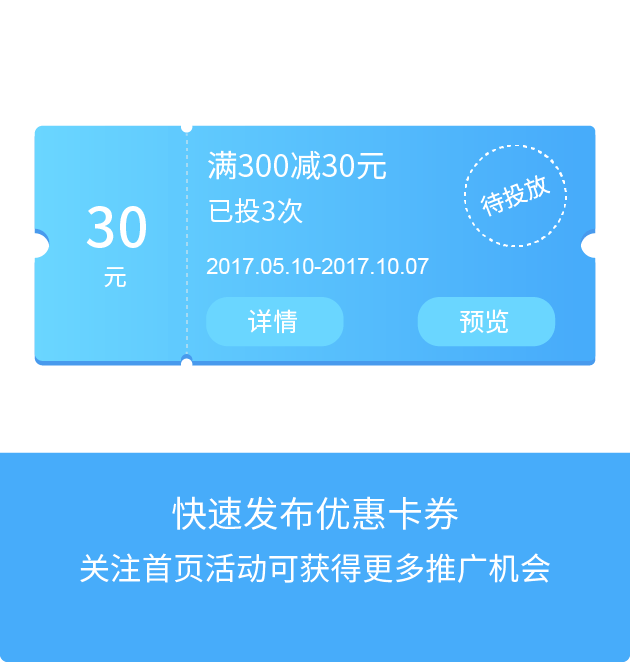 30
元
满300减30元
已投3次
待投放
2017.05.10-2017.10.07
详情
预览
快速发布优惠卡券
关注首页活动可获得更多推广机会